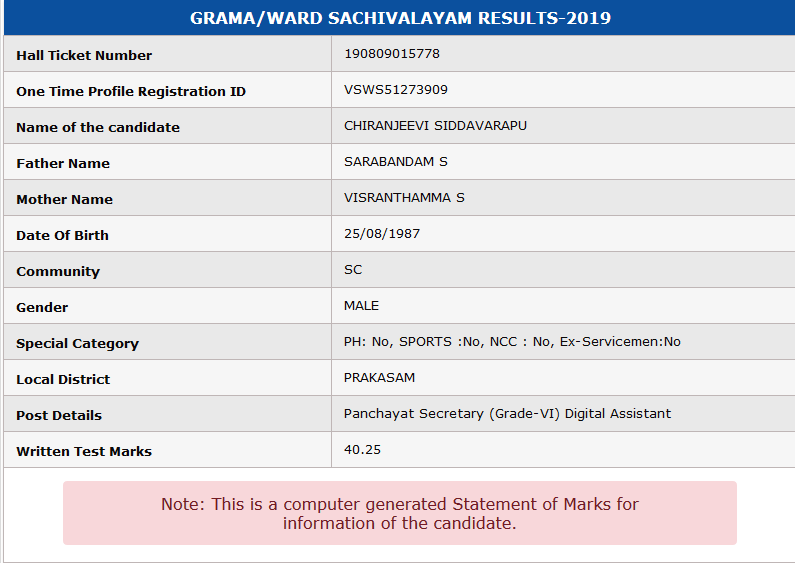 GRAMA/WARD SACHIVALAYAM RESULTS-2019
Hall Ticket Number 190809015778
One Time Profile Registration ID VSWS51273909
Name of the candidate CHIRANJEEVI SIDDAVARAPU
Father Name SARABANDAM S
Mother Name VISRANTHAMMA S
Date Of Birth 25/08/1987
Community SC
Gender MALE
Special Category PH: No, SPORTS :No, NCC : No, Ex-Servicemen:No
Local District PRAKASAM
Post Details Panchayat Secretary (Grade-VI) Digital Assistant
Written Test Marks 40.25
Note: This is a computer generated Statement of Marks for
information of the candidate.